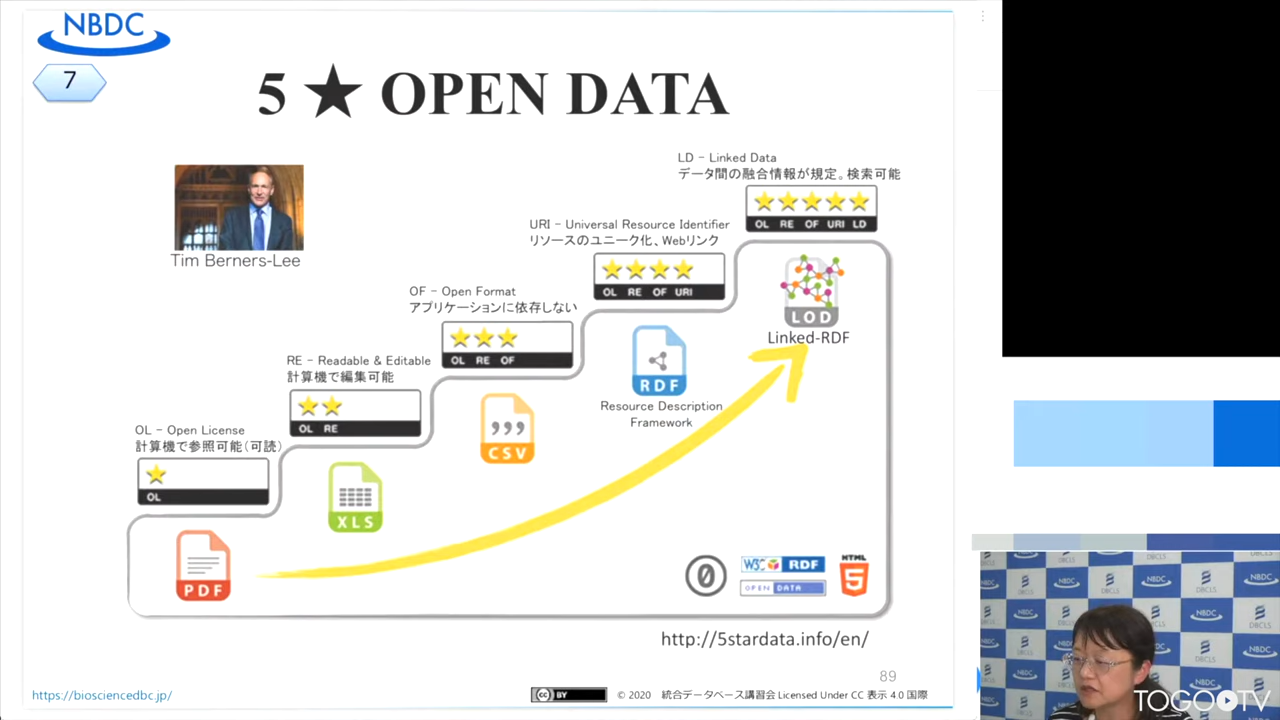 NBDC
7
5 ★ OPEN DATA
Tim Berners-Lee
LD – Linked Data
データ間の融合情報が規定。検索可能
OL RE OF URI LD
URI – Universal Resource Identifier
リソースのユニーク化、Webリンク
OL RE OF URI
LOD
Linked-RDF
OF – Open Format
アプリケーションに依存しない
OL RE OF
RDF
Resource Description
Framework
RE – Readable & Editable
計算機で編集可能
OL RE
CSV
OL – Open License
計算機で参照可能(可読)
OL
XLS
PDF
0
W3C RDF
OPEN DATA
HTML
5
http://5stardata.info/en/
89
https://biosciencedbc.jp/
cc BY
© 2020 統合データベース講習会 Licensed Under CC 表示 4.0 国際
NBDC
DBCLS
TOGO TV